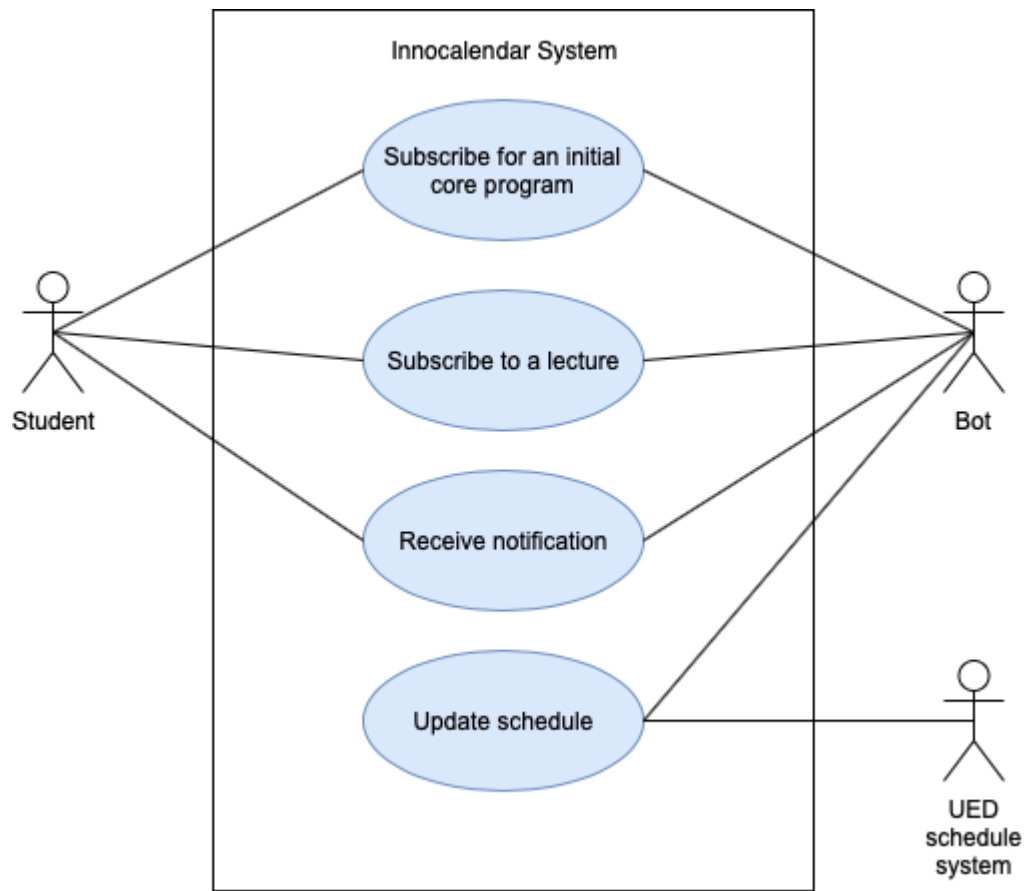 Innocalendar System
Subscribe for an initial
core program
Subscribe to a lecture
Student
Bot
Receive notification
Update schedule
UED
schedule
system